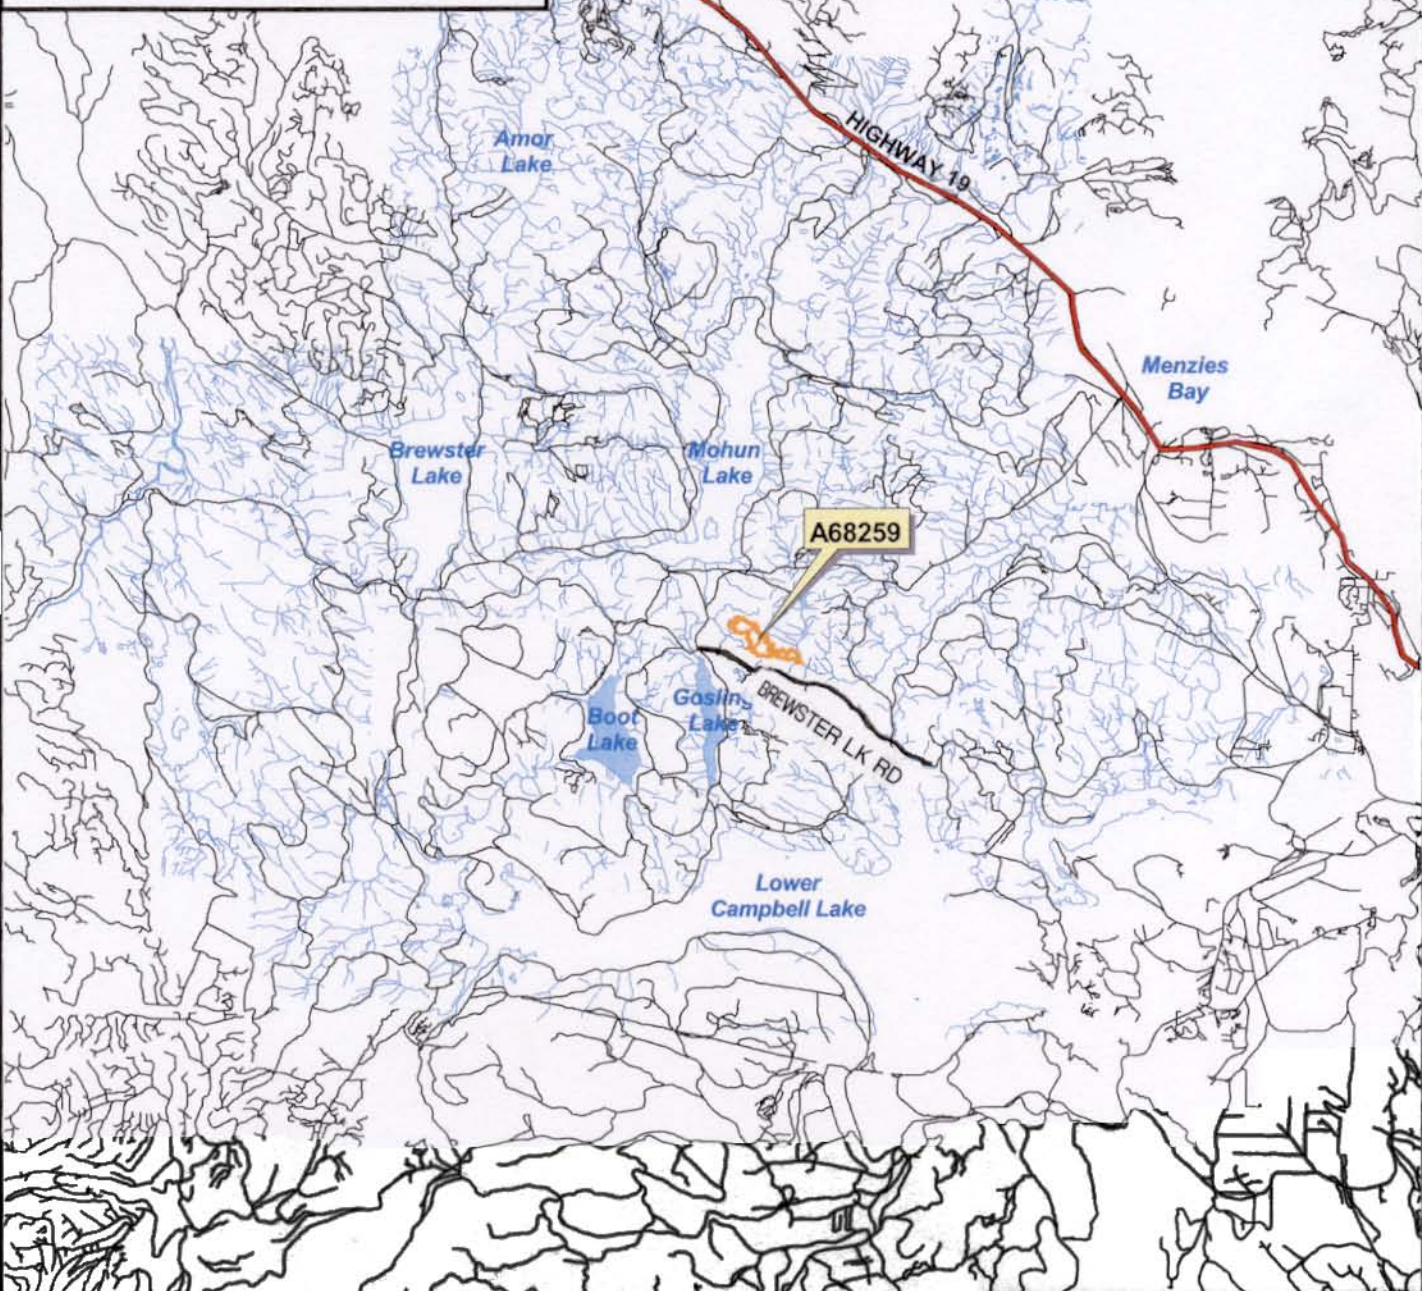 HIGHWAY 19
Amor
Lake
Menzies
Bay
Brewster
Lake
Mohun
Lake
A68259
Gosling
Lake
Boot
Lake
BREWSTER LK RD
Lower
Campbell Lake